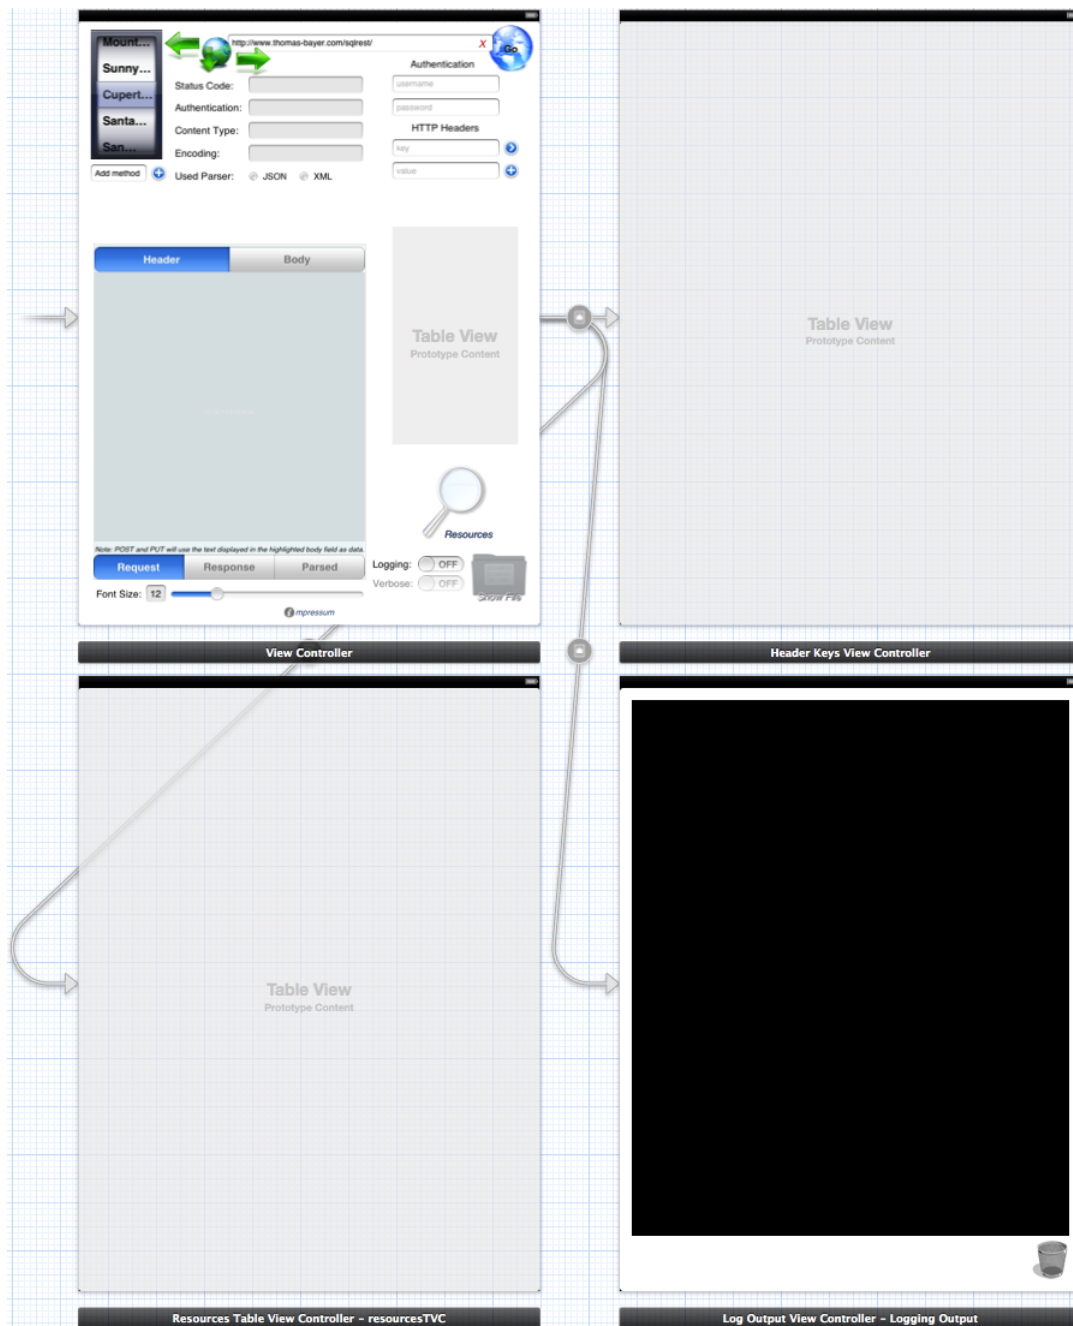 Mount...
Sunny...
Cupert...
Santa...
San...
Add method
http://www.thomas-bayer.com/sqlrest/
X
Go
Status Code:
Authentication:
Content Type:
Encoding:
Used Parser:
JSON
XML
Authentication
username
password
HTTP Headers
key
value
Header
Body
Table View
Prototype Content
Resources
Note: POST and PUT will use the text displayed in the highlighted body field as data.
Request
Response
Parsed
Logging:
OFF
Verbose:
OFF
Show File
Font Size:
12
impressum
View Controller
Table View
Prototype Content
Header Keys View Controller
Table View
Prototype Content
Resources Table View Controller - resourcesTVC
Log Output View Controller - Logging Output